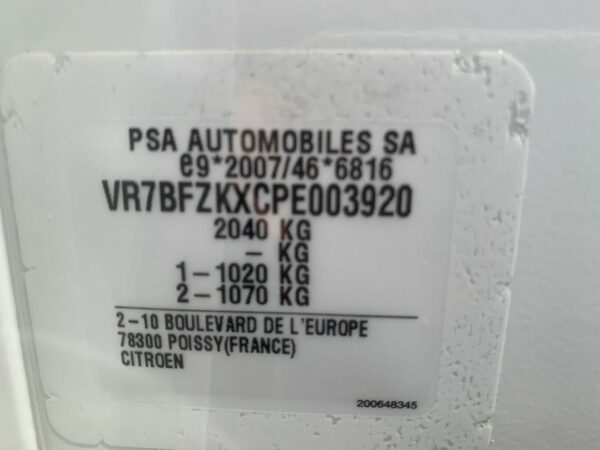 PSA AUTOMOBILES SA
e9*2007/46*6816
VR7BFZKXCPE003920
2040 KG
- KG
1-1020 KG
2-1070 KG
2-10 BOULEVARD DE L'EUROPE
78300 POISSY(FRANCE)
CITROEN
200648345